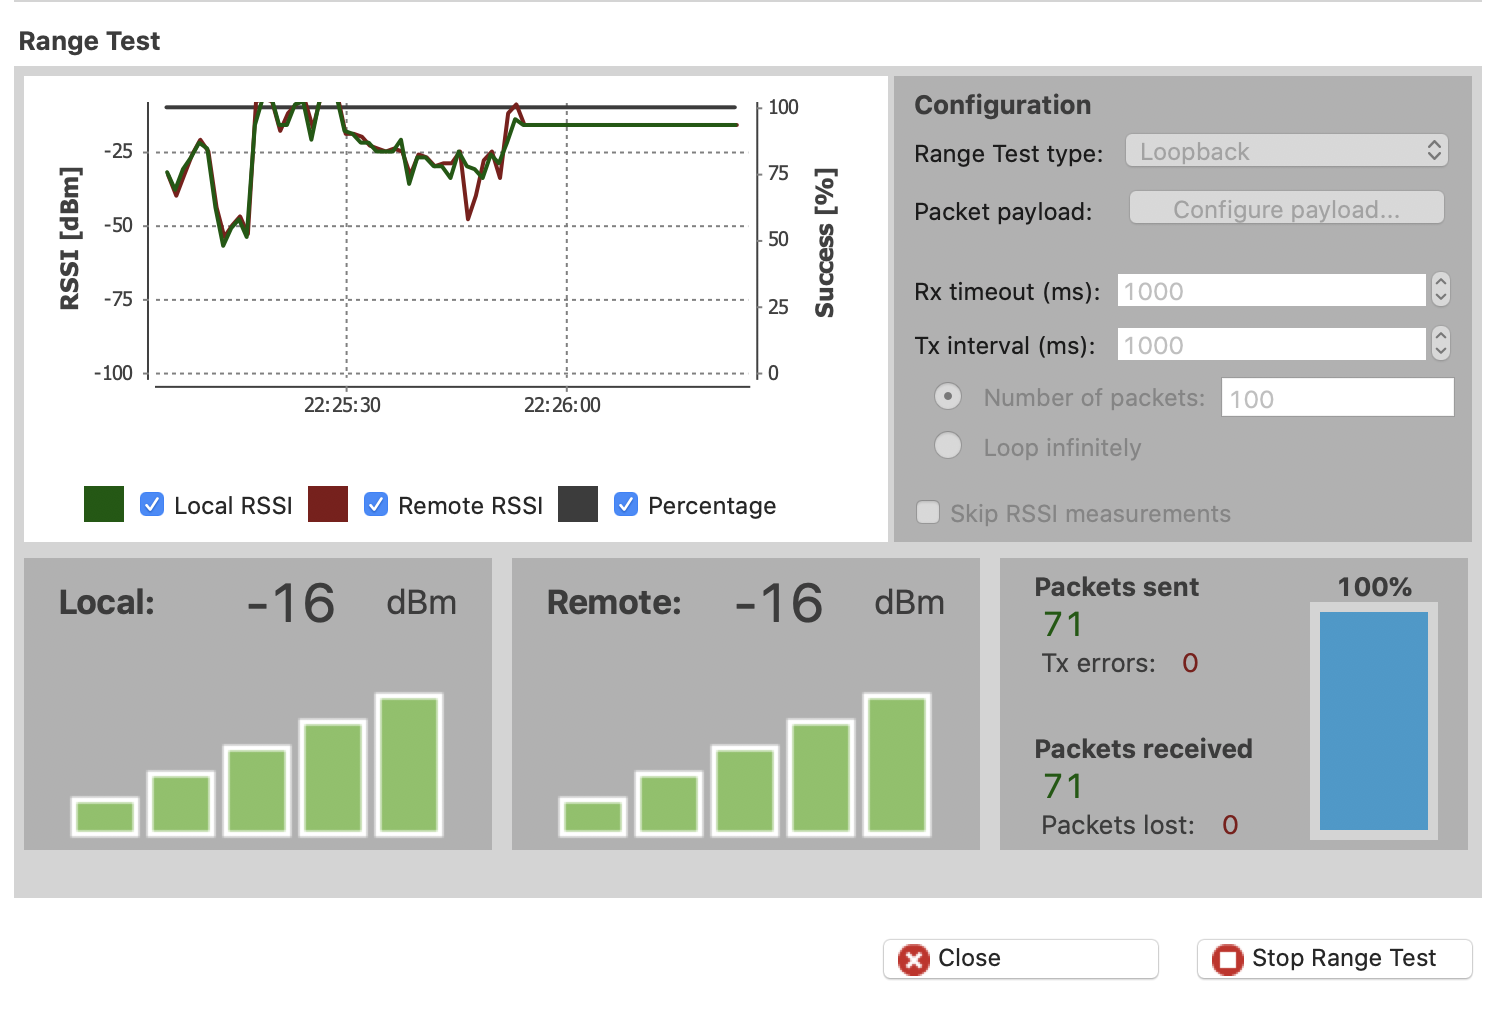 Range Test
RSSI [dBm]
-25
-50
-75
-100
22:25:30
22:26:00
100
75
50
25
0
Success [%]
Local RSSI
Remote RSSI
Percentage
Configuration
Range Test type: Loopback
Packet payload: Configure payload...
Rx timeout (ms): 1000
Tx interval (ms): 1000
Number of packets: 100
Loop infinitely
Skip RSSI measurements
Local: -16 dBm
Remote: -16 dBm
Packets sent
71
Tx errors: 0
Packets received
71
Packets lost: 0
100%
Close
Stop Range Test